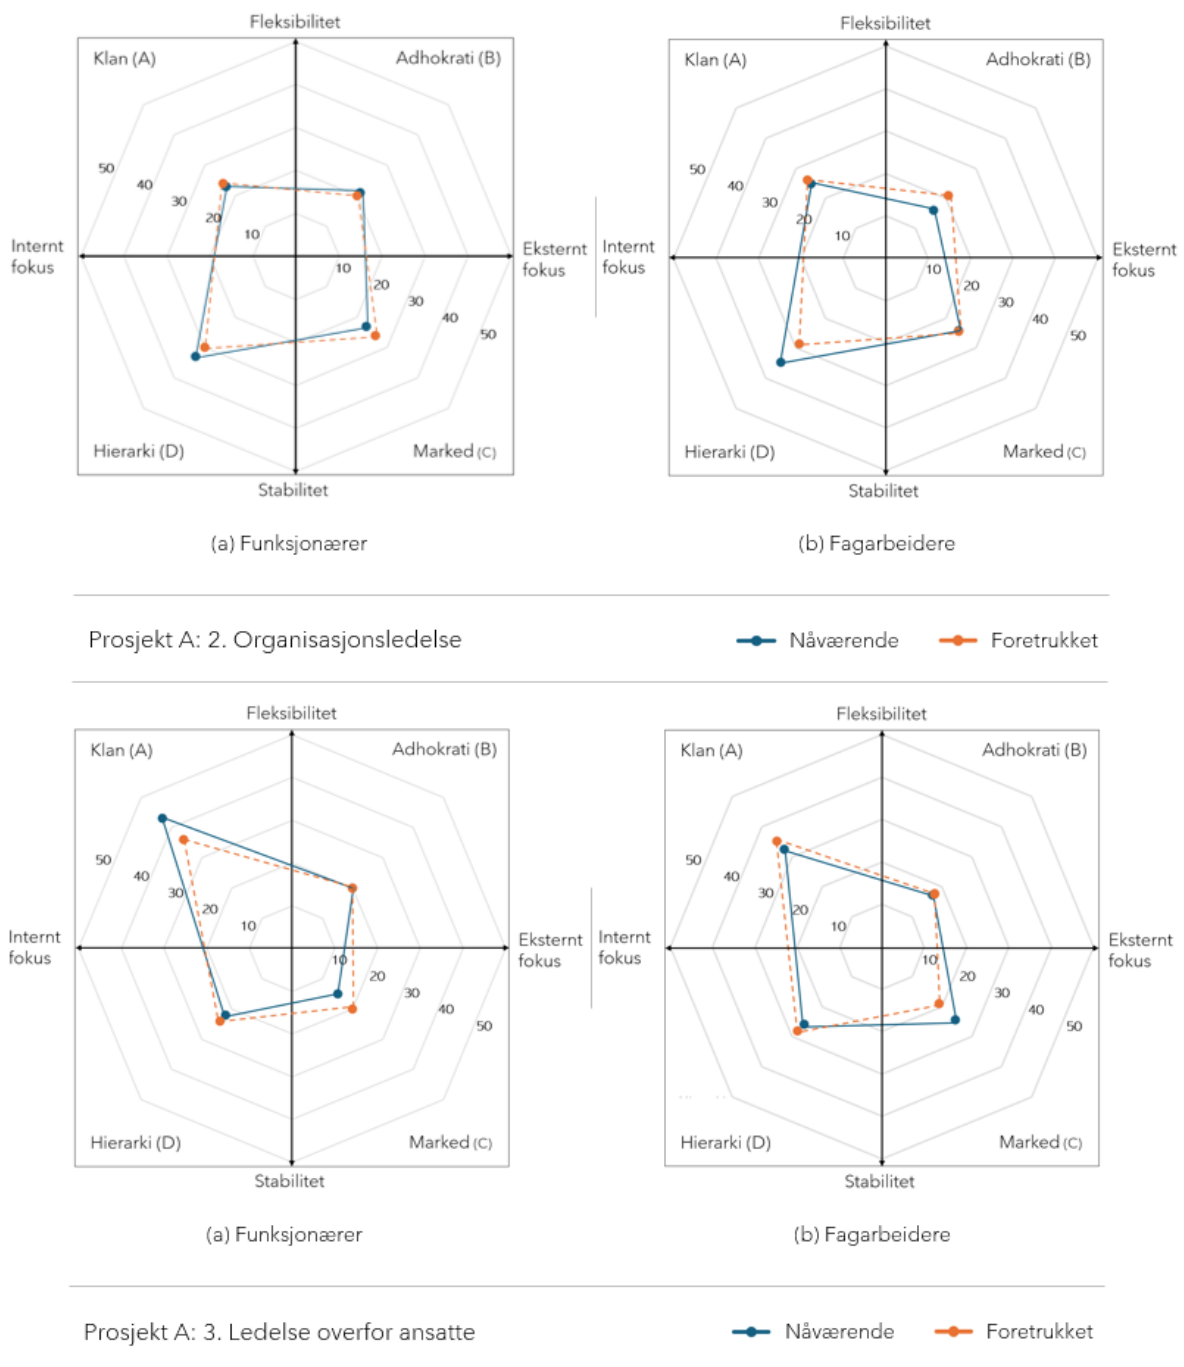 Fleksibilitet
Fleksibilitet
Klan (A)
Adhokrati (B)
Klan (A)
Adhokrati (B)
50
40
30
20
10
50
40
30
20
10
Internt
fokus
Eksternt
fokus
Internt
fokus
Eksternt
fokus
10
20
30
40
50
10
20
30
40
50
Hierarki (D)
Marked (C)
Hierarki (D)
Marked (C)
Stabilitet
Stabilitet
(a) Funksjonærer
(b) Fagarbeidere
Prosjekt A: 2. Organisasjonsledelse
Nåværende
Foretrukket
Fleksibilitet
Fleksibilitet
Klan (A)
Adhokrati (B)
Klan (A)
Adhokrati (B)
50
40
30
20
10
50
40
30
20
10
Internt
fokus
Eksternt
fokus
Internt
fokus
Eksternt
fokus
10
20
30
40
50
10
20
30
40
50
Hierarki (D)
Marked (C)
Hierarki (D)
Marked (C)
Stabilitet
Stabilitet
(a) Funksjonærer
(b) Fagarbeidere
Prosjekt A: 3. Ledelse overfor ansatte
Nåværende
Foretrukket